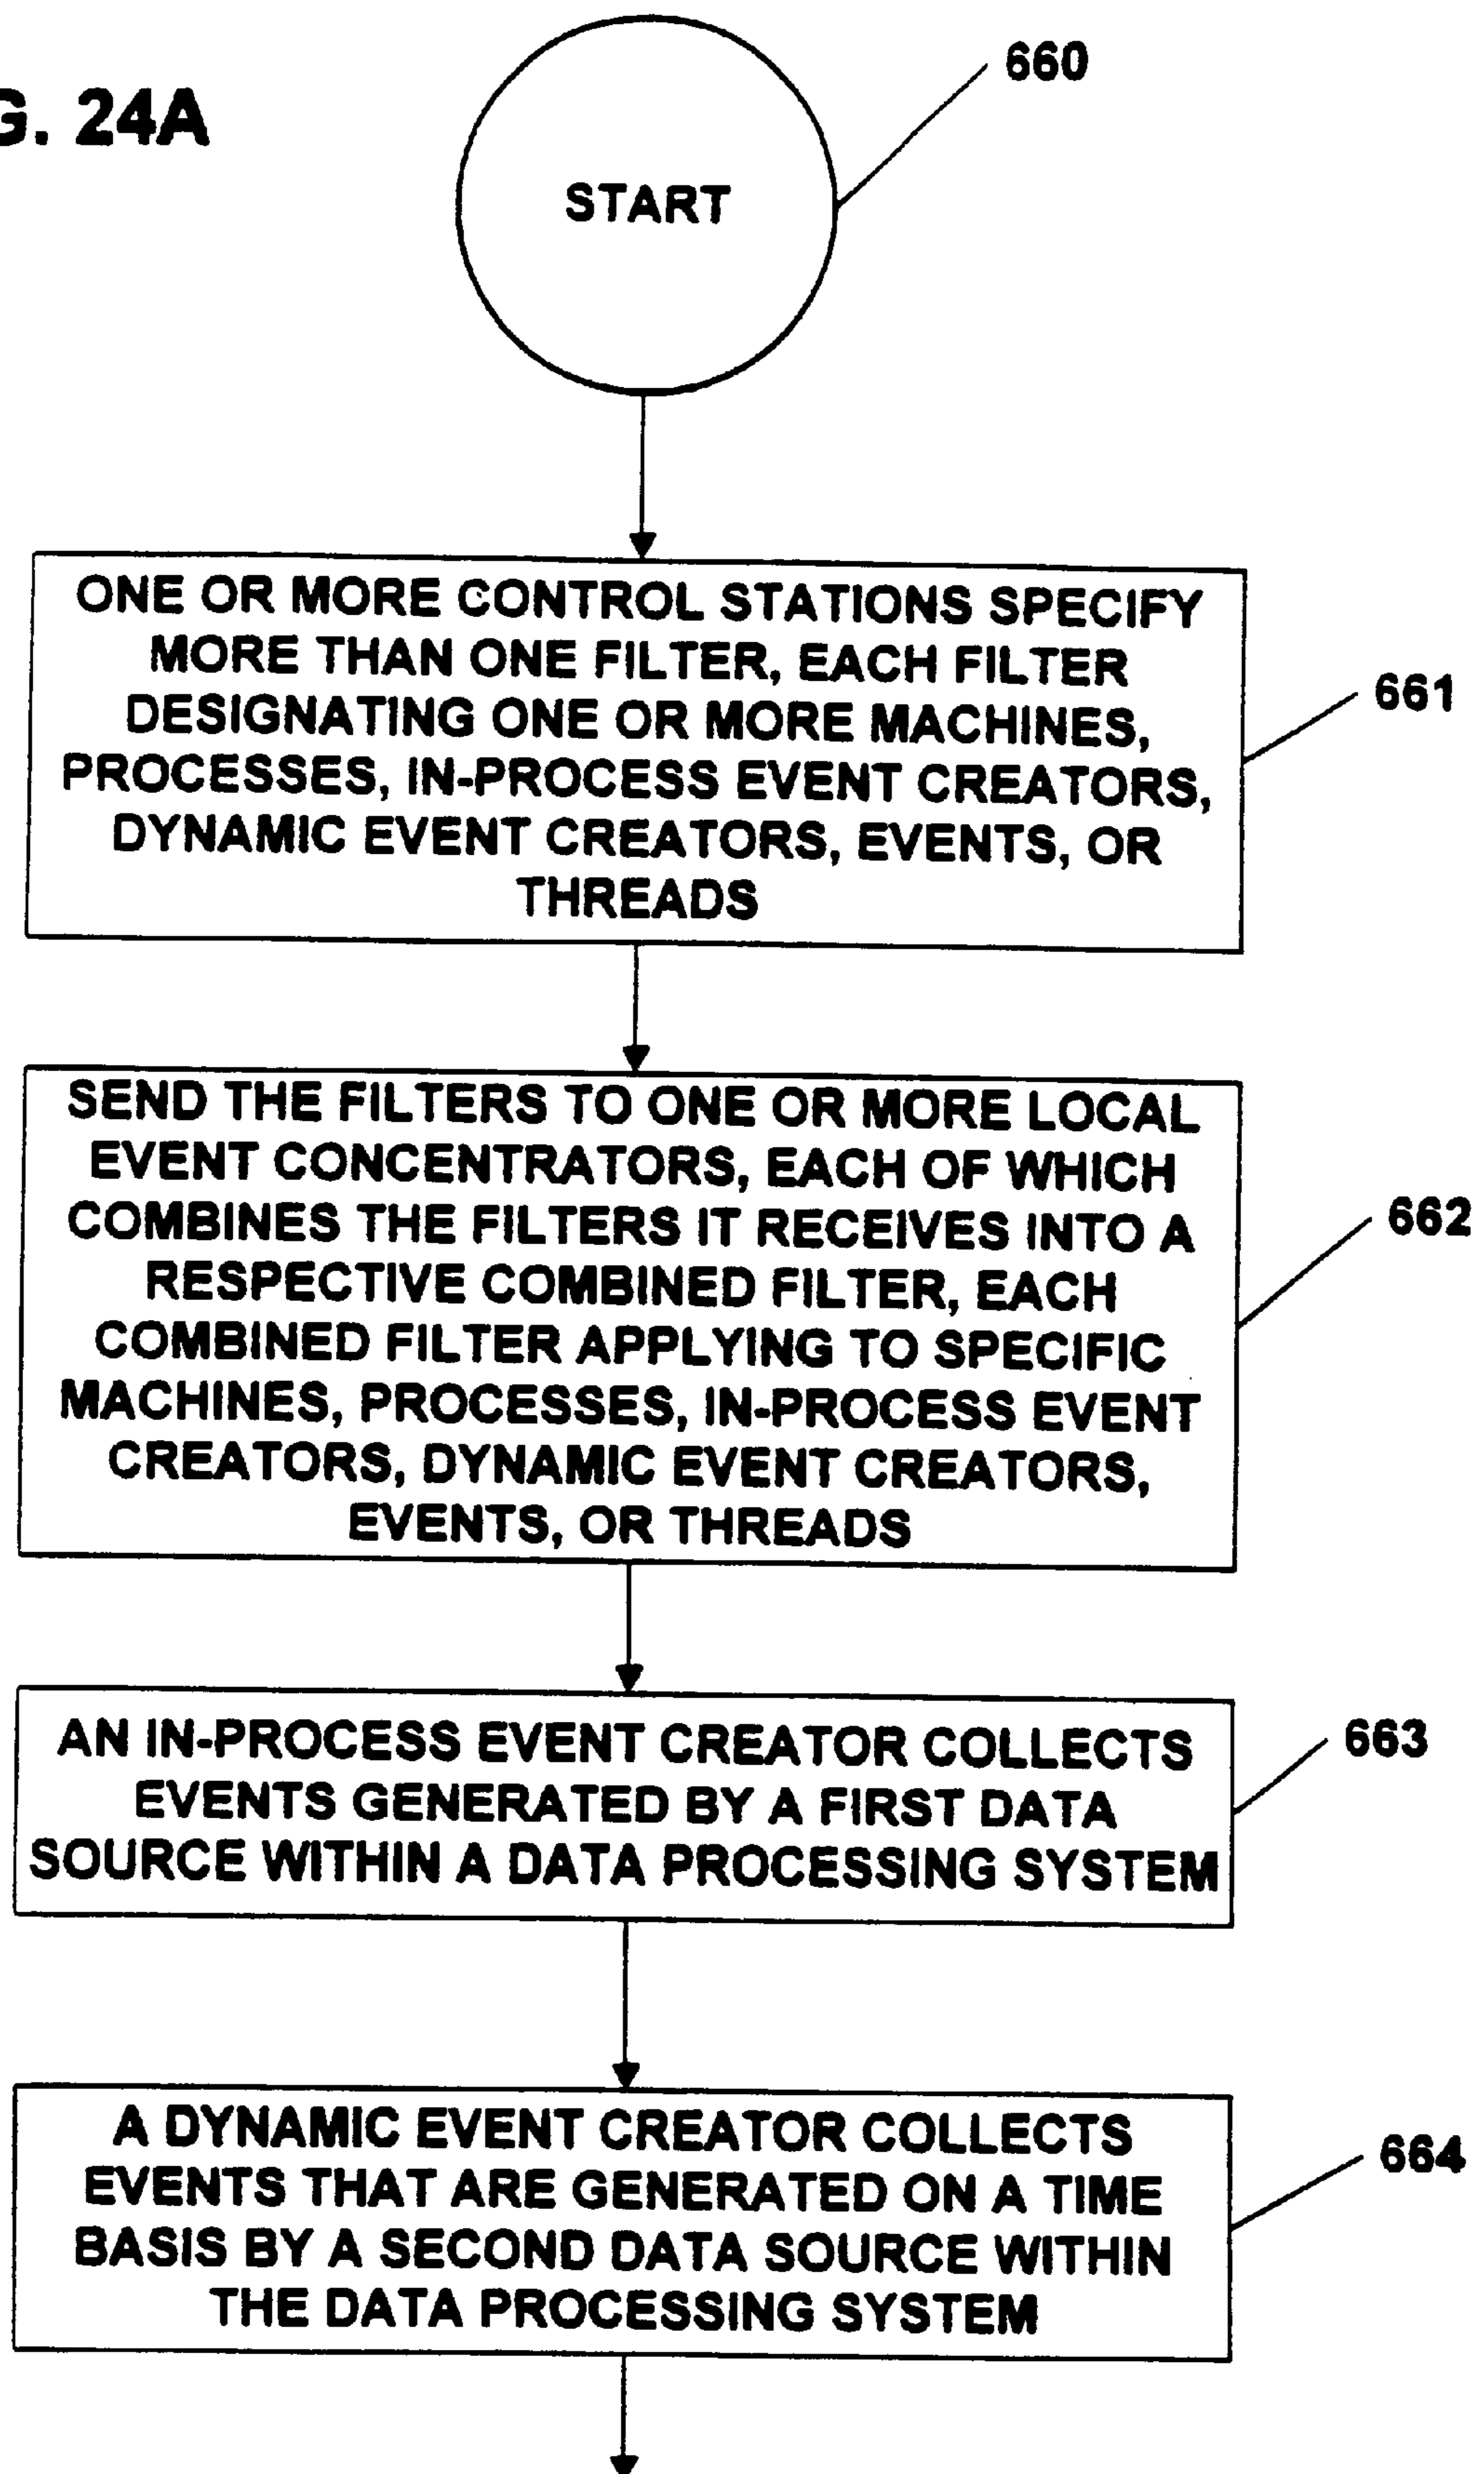 G. 24A
660
START
ONE OR MORE CONTROL STATIONS SPECIFY
MORE THAN ONE FILTER, EACH FILTER
DESIGNATING ONE OR MORE MACHINES,
PROCESSES, IN-PROCESS EVENT CREATORS,
DYNAMIC EVENT CREATORS, EVENTS, OR
THREADS
661
SEND THE FILTERS TO ONE OR MORE LOCAL
EVENT CONCENTRATORS, EACH OF WHICH
COMBINES THE FILTERS IT RECEIVES INTO A
RESPECTIVE COMBINED FILTER, EACH
COMBINED FILTER APPLYING TO SPECIFIC
MACHINES, PROCESSES, IN-PROCESS EVENT
CREATORS, DYNAMIC EVENT CREATORS,
EVENTS, OR THREADS
662
AN IN-PROCESS EVENT CREATOR COLLECTS
EVENTS GENERATED BY A FIRST DATA
SOURCE WITHIN A DATA PROCESSING SYSTEM
663
A DYNAMIC EVENT CREATOR COLLECTS
EVENTS THAT ARE GENERATED ON A TIME
BASIS BY A SECOND DATA SOURCE WITHIN
THE DATA PROCESSING SYSTEM
664